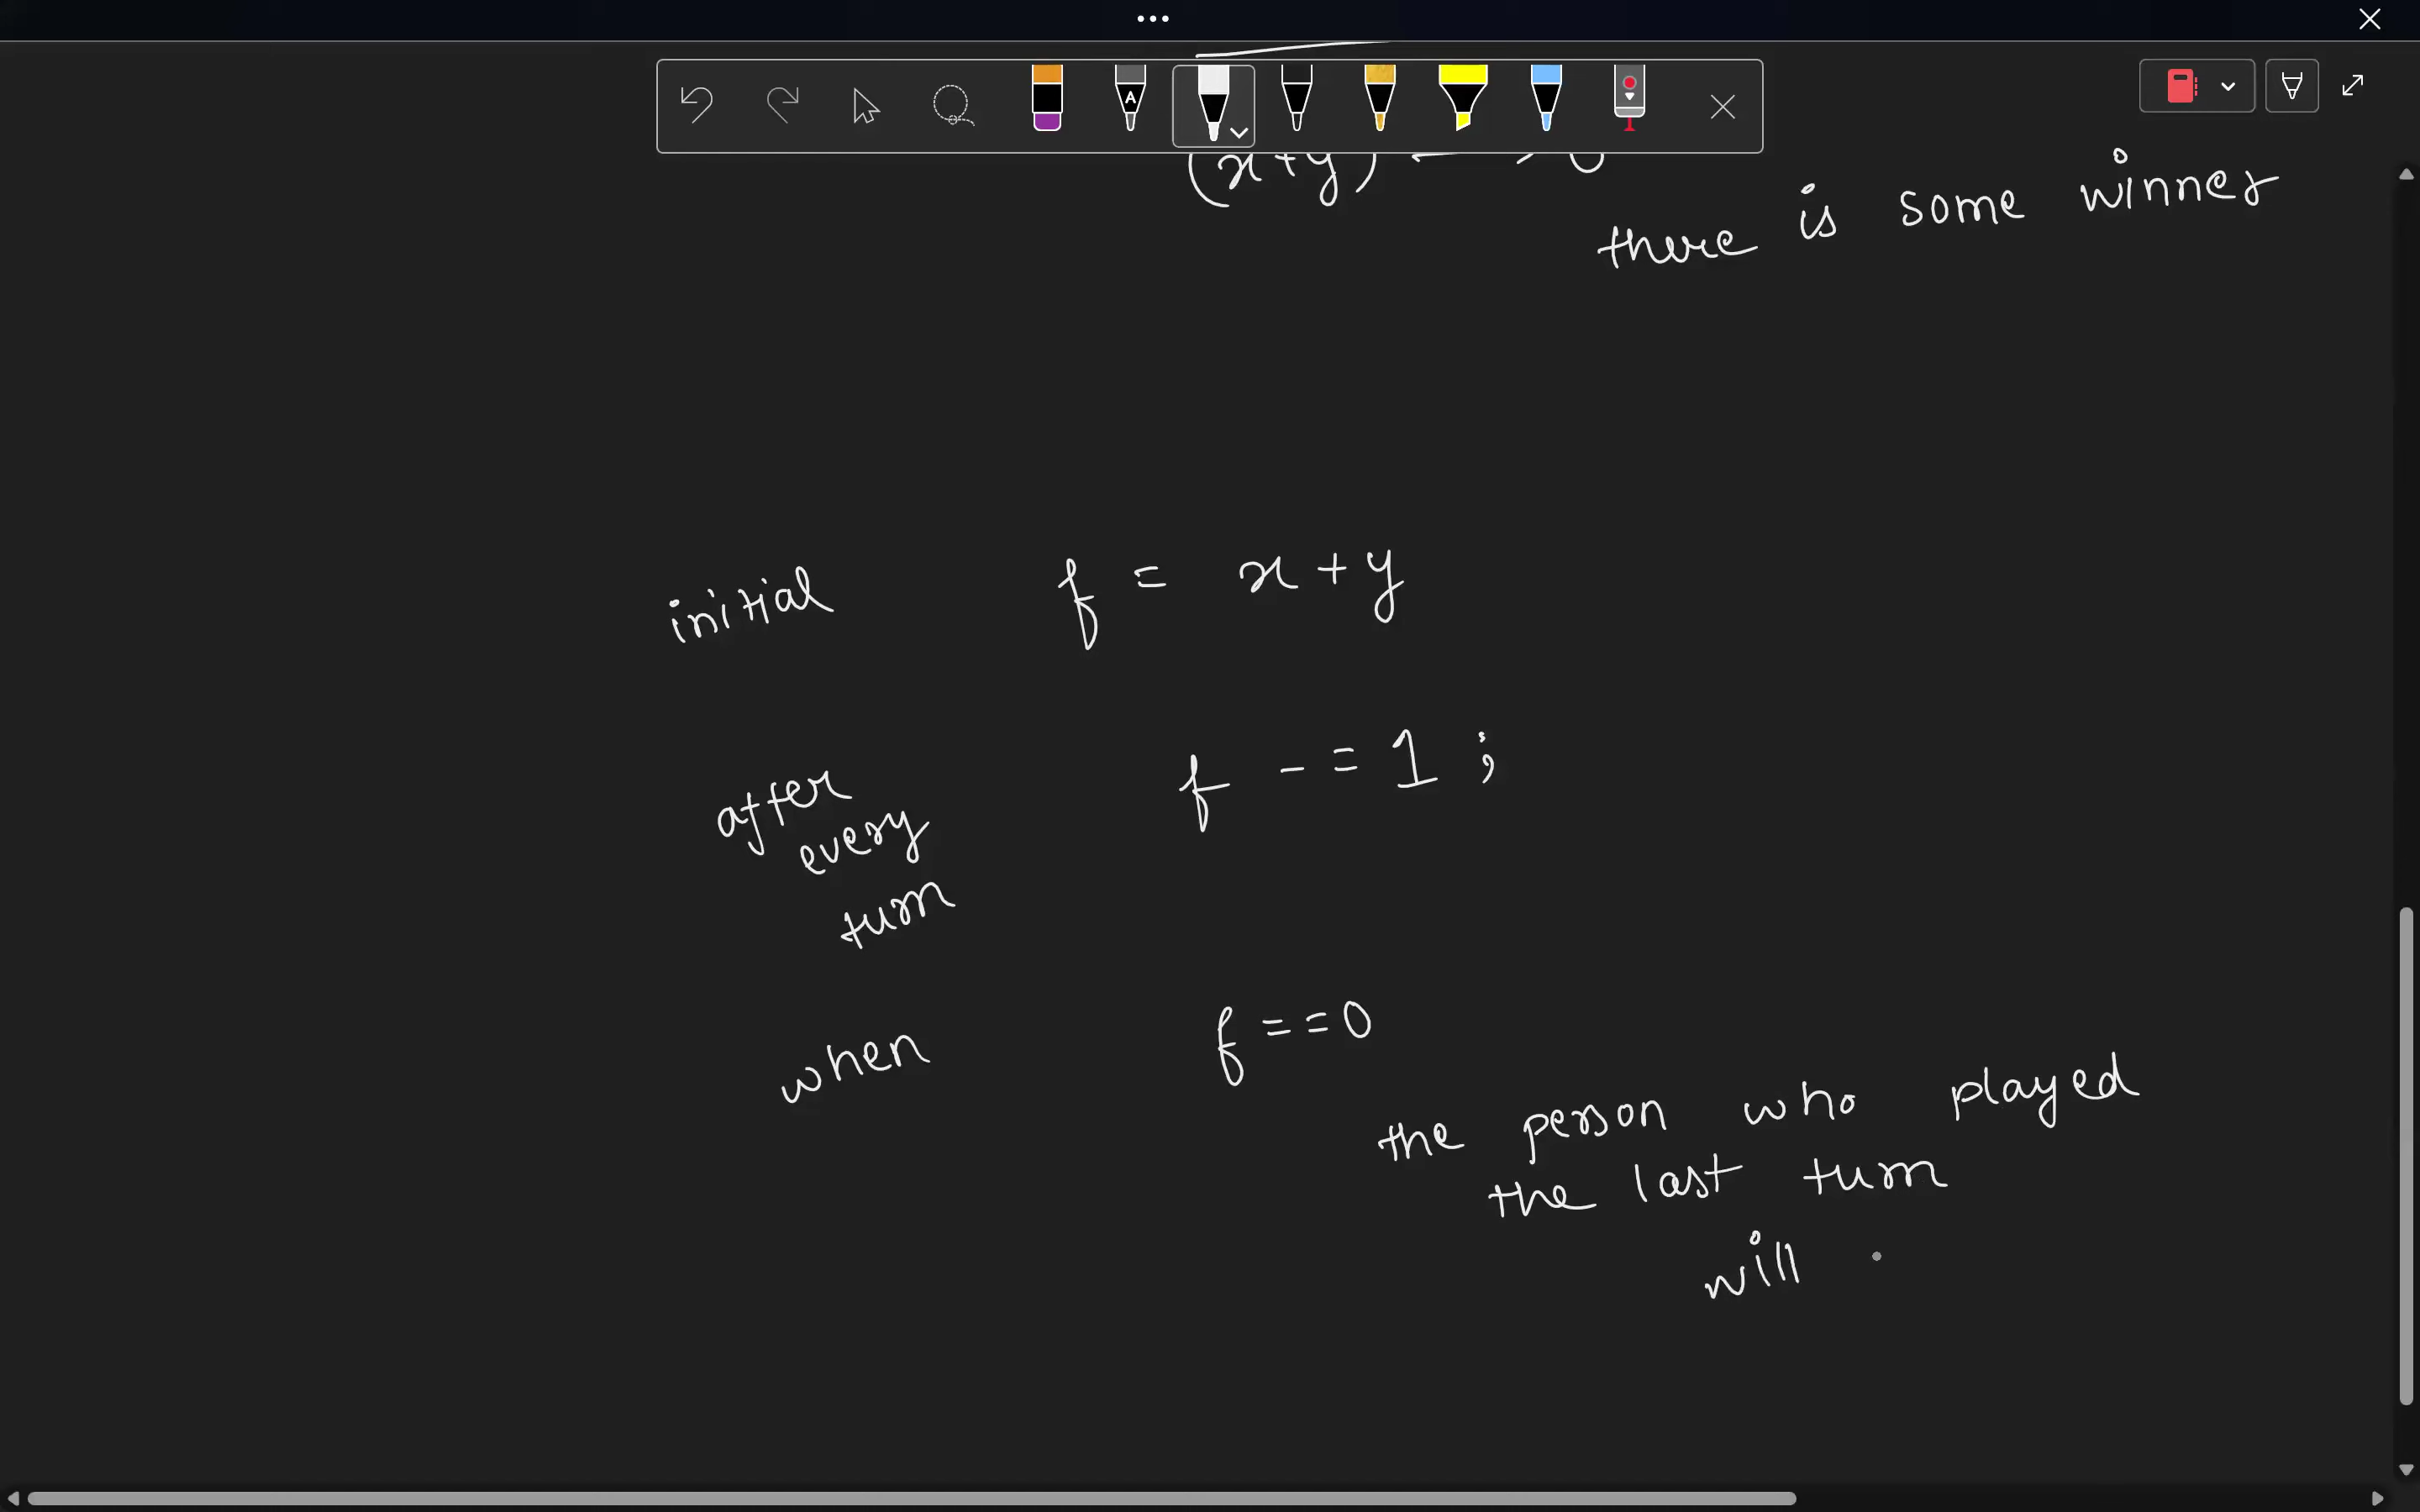 (x+y)
there is some winner
initial f = x+y
after f -= 1;
every
turn
when f==0
the person who played
the last turn
will